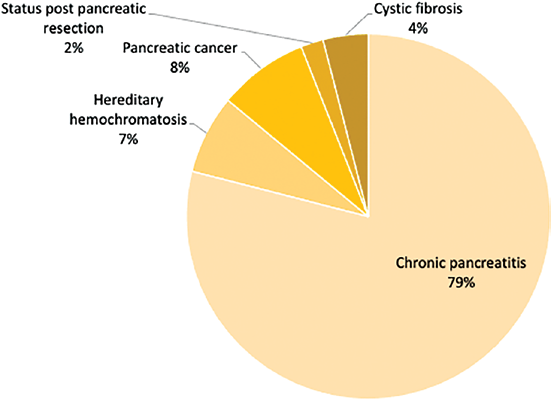 Status post pancreatic
resection
2%
Cystic fibrosis
4%
Pancreatic cancer
8%
Hereditary
hemochromatosis
7%
Chronic pancreatitis
79%